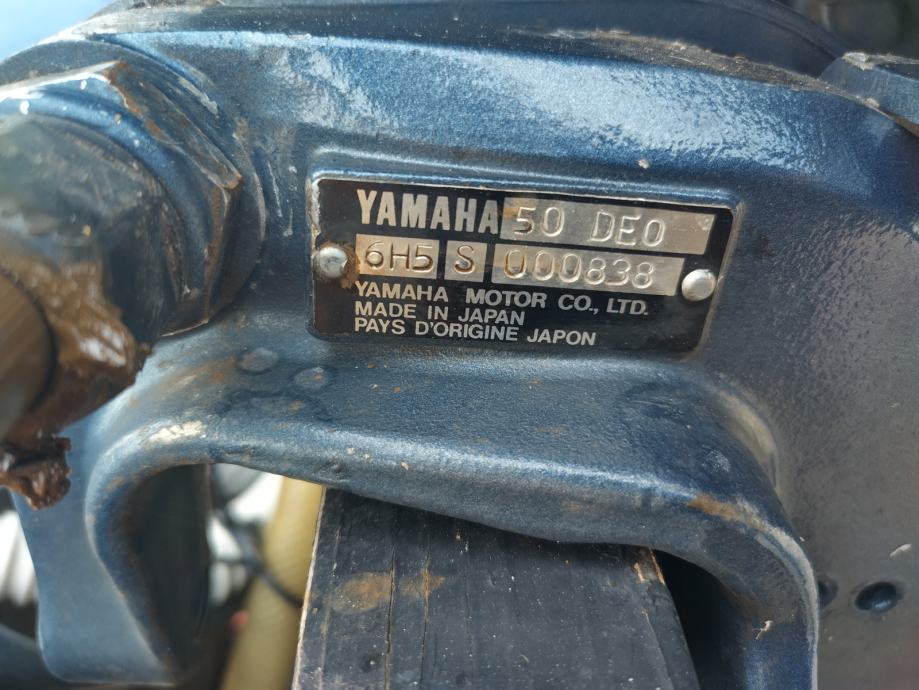 YAMAHA 50 DEO
6H5 S 000838
YAMAHA MOTOR CO., LTD.
MADE IN JAPAN
PAYS D'ORIGINE JAPON